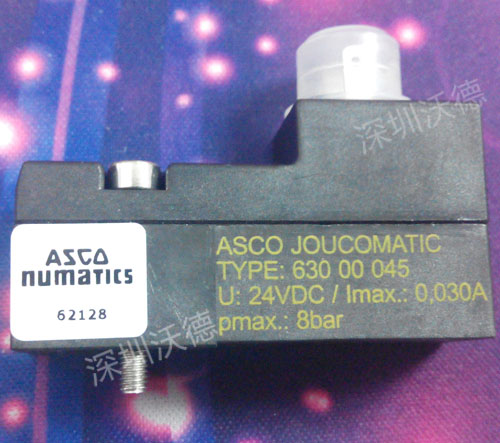 深圳沃德
ASCO
numatics
62128
ASCO JOUCOMATIC
TYPE: 630 00 045
U: 24VDC / Imax.: 0,030A
pmax.: 8bar
深圳沃德